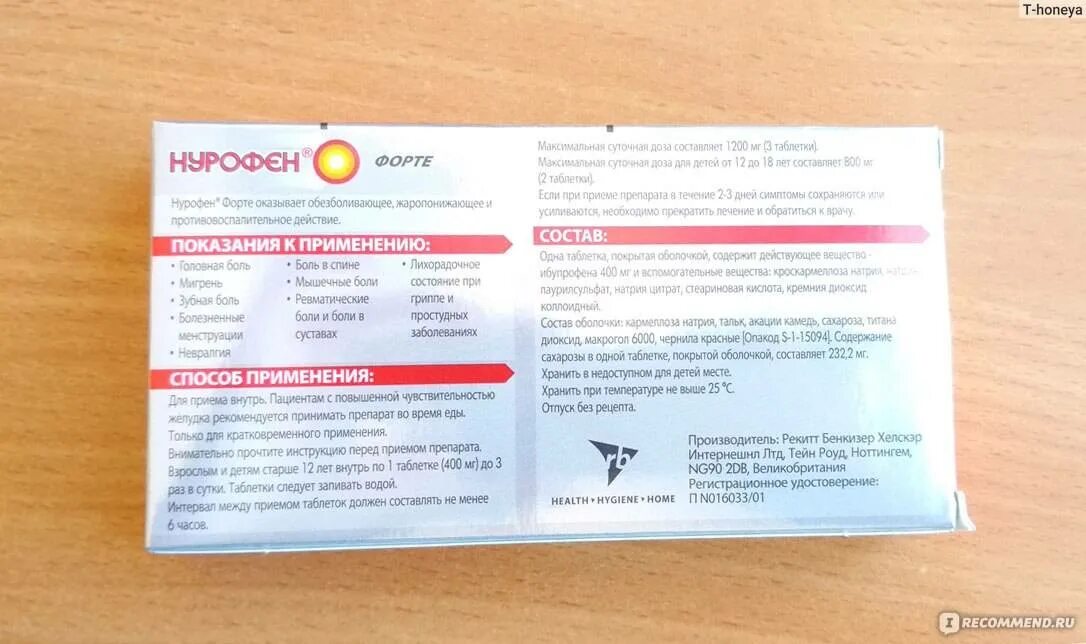 T-honeya
НУРОФЕН® ФОРТЕ
Нурофен® Форте оказывает обезболивающее, жаропонижающее и
противовоспалительное действие.
ПОКАЗАНИЯ К ПРИМЕНЕНИЮ:
• Головная боль
• Мигрень
• Зубная боль
• Болезненные
менструации
• Невралгия
• Боль в спине
• Мышечные боли
• Ревматические
боли и боли в
суставах
• Лихорадочное
состояние при
гриппе и
простудных
заболеваниях
СПОСОБ ПРИМЕНЕНИЯ:
Для приема внутрь. Пациентам с повышенной чувствительностью
желудка рекомендуется принимать препарат во время еды.
Только для кратковременного применения.
Внимательно прочтите инструкцию перед приемом препарата.
Взрослым и детям старше 12 лет внутрь по 1 таблетке (400 мг) до 3
раз в сутки. Таблетки следует запивать водой.
Интервал между приемом таблеток должен составлять не менее
6 часов.
Максимальная суточная доза составляет 1200 мг (3 таблетки).
Максимальная суточная доза для детей от 12 до 18 лет составляет 800 мг
(2 таблетки).
Если при приеме препарата в течение 2-3 дней симптомы сохраняются или
усиливаются, необходимо прекратить лечение и обратиться к врачу.
СОСТАВ:
Одна таблетка, покрытая оболочкой, содержит действующее вещество -
ибупрофена 400 мг и вспомогательные вещества: кроскармеллоза натрия, натрия
лаурилсульфат, натрия цитрат, стеариновая кислота, кремния диоксид
коллоидный.
Состав оболочки: кармеллоза натрия, тальк, акации камедь, сахароза, титана
диоксид, макрогол 6000, чернила красные [Опакод S-1-15094]. Содержание
сахарозы в одной таблетке, покрытой оболочкой, составляет 232,2 мг.
Хранить в недоступном для детей месте.
Хранить при температуре не выше 25 °C.
Отпуск без рецепта.
rb
HEALTH • HYGIENE • HOME
Производитель: Рекитт Бенкизер Хелскэр
Интернешнл Лтд, Тейн Роуд, Ноттингем,
NG90 2DB, Великобритания
Регистрационное удостоверение:
П N016033/01
IRECOMMEND.RU